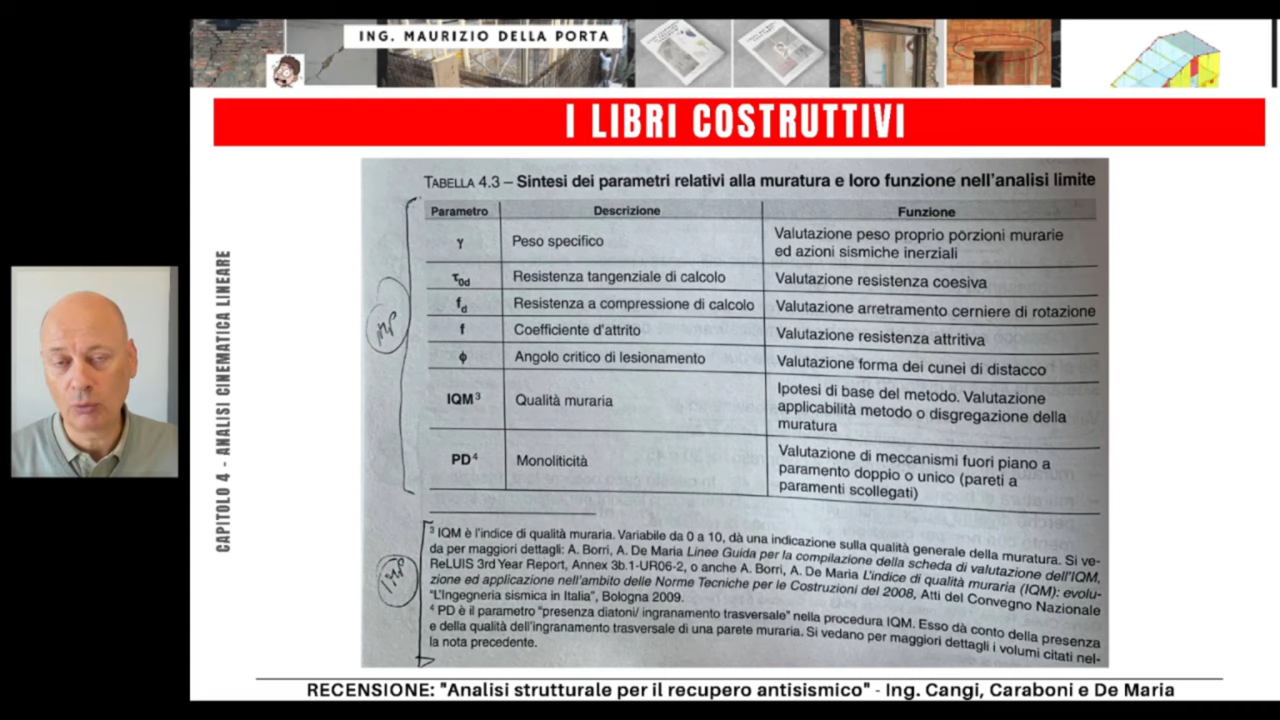 ING. MAURIZIO DELLA PORTA
I LIBRI COSTRUTTIVI
CAPITOLO 4 - ANALISI CINEMATICA LINEARE
TABELLA 4.3 – Sintesi dei parametri relativi alla muratura e loro funzione nell'analisi limite
Parametro Descrizione Funzione
γ Peso specifico Valutazione peso proprio porzioni murarie
ed azioni sismiche inerziali
τ0d Resistenza tangenziale di calcolo Valutazione resistenza coesiva
fd Resistenza a compressione di calcolo Valutazione arretramento cerniere di rotazione
f Coefficiente d'attrito Valutazione resistenza attritiva
ϕ Angolo critico di lesionamento Valutazione forma dei cunei di distacco
IQM³ Qualità muraria Ipotesi di base del metodo. Valutazione
applicabilità metodo o disgregazione della
muratura
PD⁴ Monoliticità Valutazione di meccanismi fuori piano a
paramento doppio o unico (pareti a
paramenti scollegati)
³ IQM è l'indice di qualità muraria. Variabile da 0 a 10, dà una indicazione sulla qualità generale della muratura. Si ve-
da per maggiori dettagli: A. Borri, A. De Maria Linee Guida per la compilazione della scheda di valutazione dell'IQM,
ReLUIS 3rd Year Report, Annex 3b.1-UR06-2, o anche A. Borri, A. De Maria L'indice di qualità muraria (IQM): evolu-
zione ed applicazione nell'ambito delle Norme Tecniche per le Costruzioni del 2008, Atti del Convegno Nazionale
"L'Ingegneria sismica in Italia", Bologna 2009.
⁴ PD è il parametro "presenza diatoni/ ingranamento trasversale" nella procedura IQM. Esso dà conto della presenza
e della qualità dell'ingranamento trasversale di una parete muraria. Si vedano per maggiori dettagli i volumi citati nel-
la nota precedente.
RECENSIONE: "Analisi strutturale per il recupero antisismico" - Ing. Cangi, Caraboni e De Maria